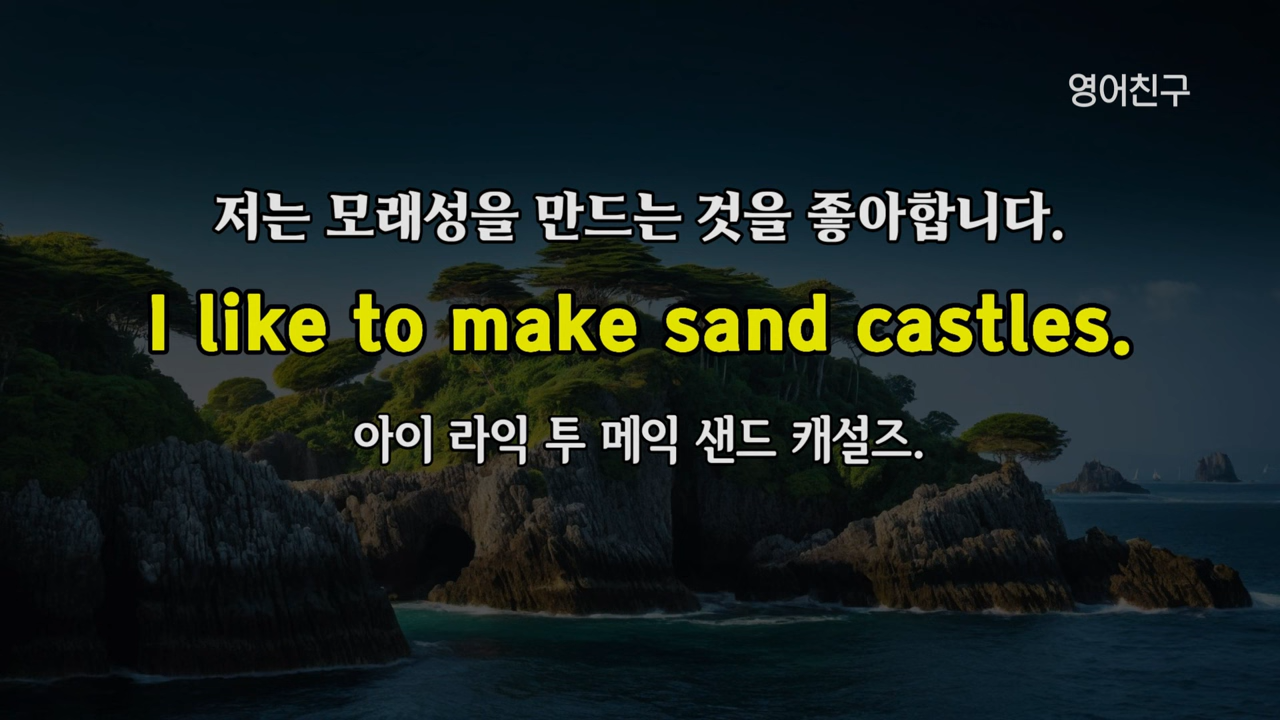 영어친구
저는 모래성을 만드는 것을 좋아합니다.
I like to make sand castles.
아이 라익 투 메익 샌드 캐설즈.